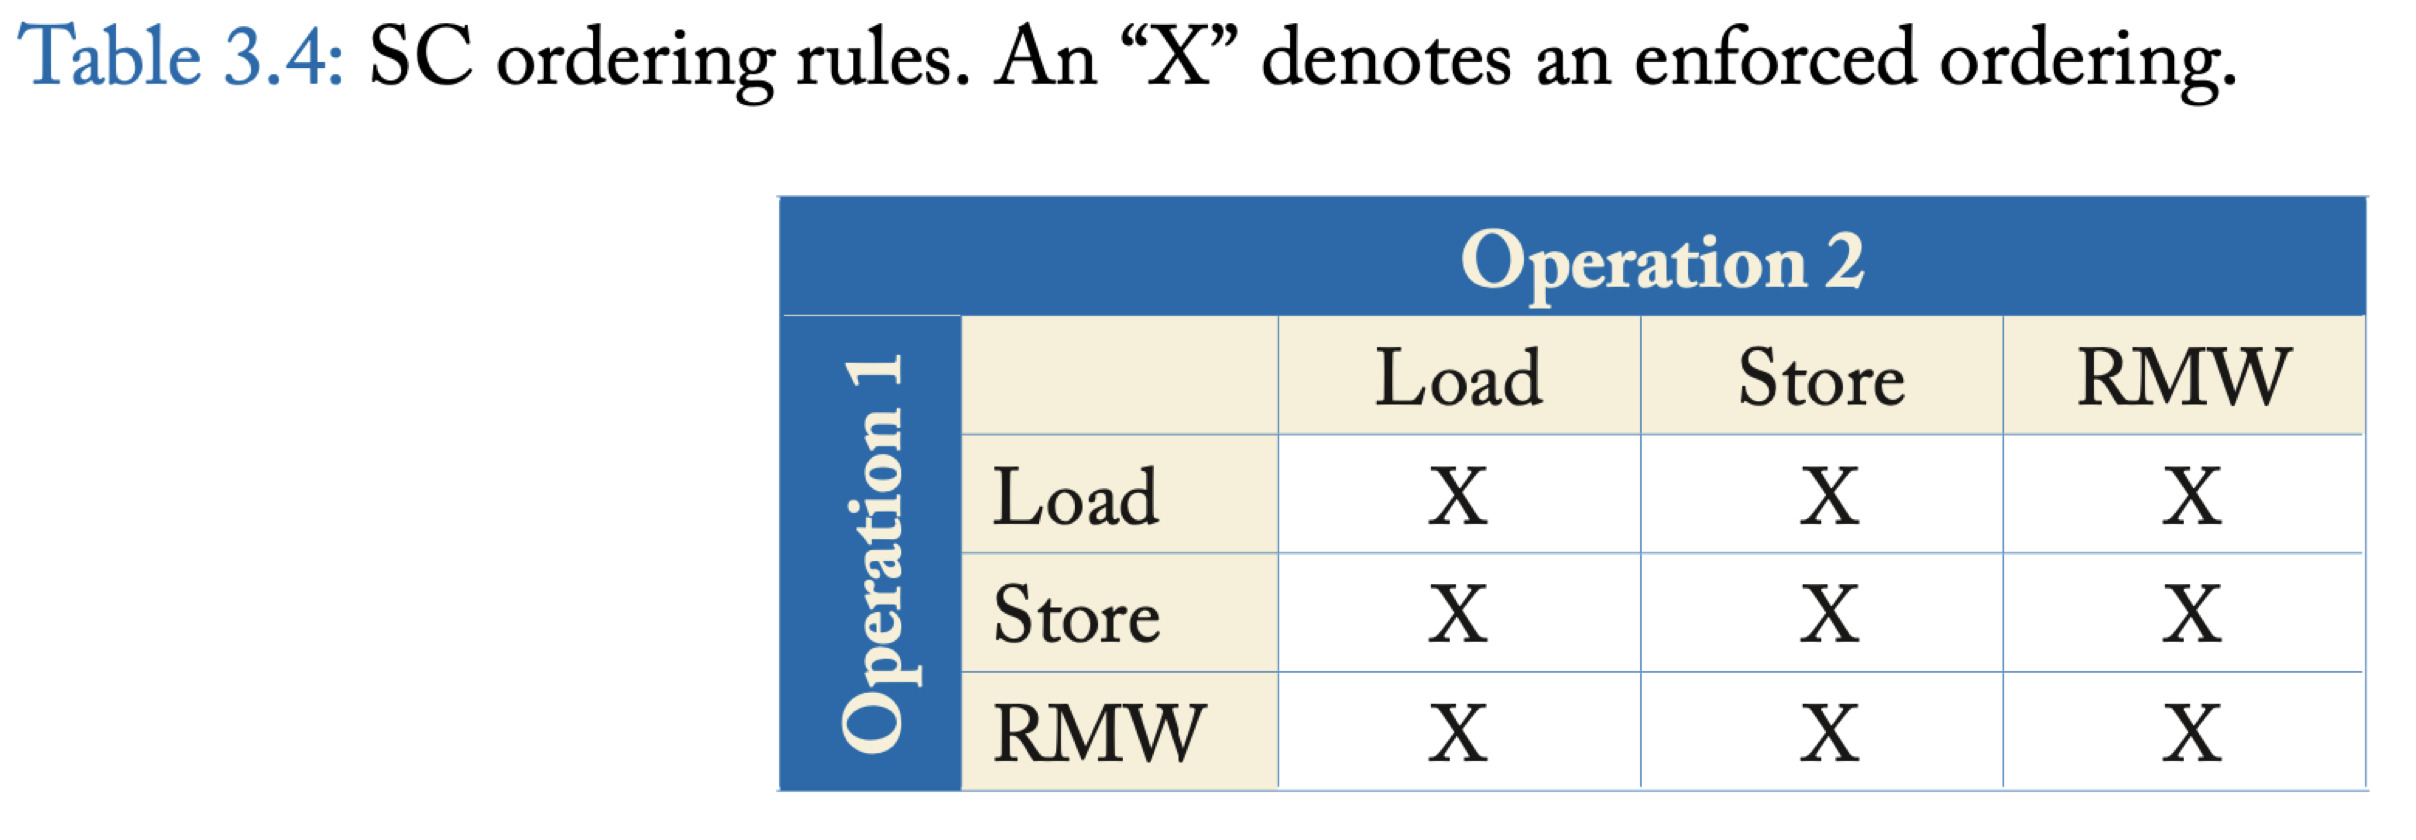 Table 3.4: SC ordering rules. An “X” denotes an enforced ordering.
Operation 2
Operation 1
Load Store RMW
Load X X X
Store X X X
RMW X X X